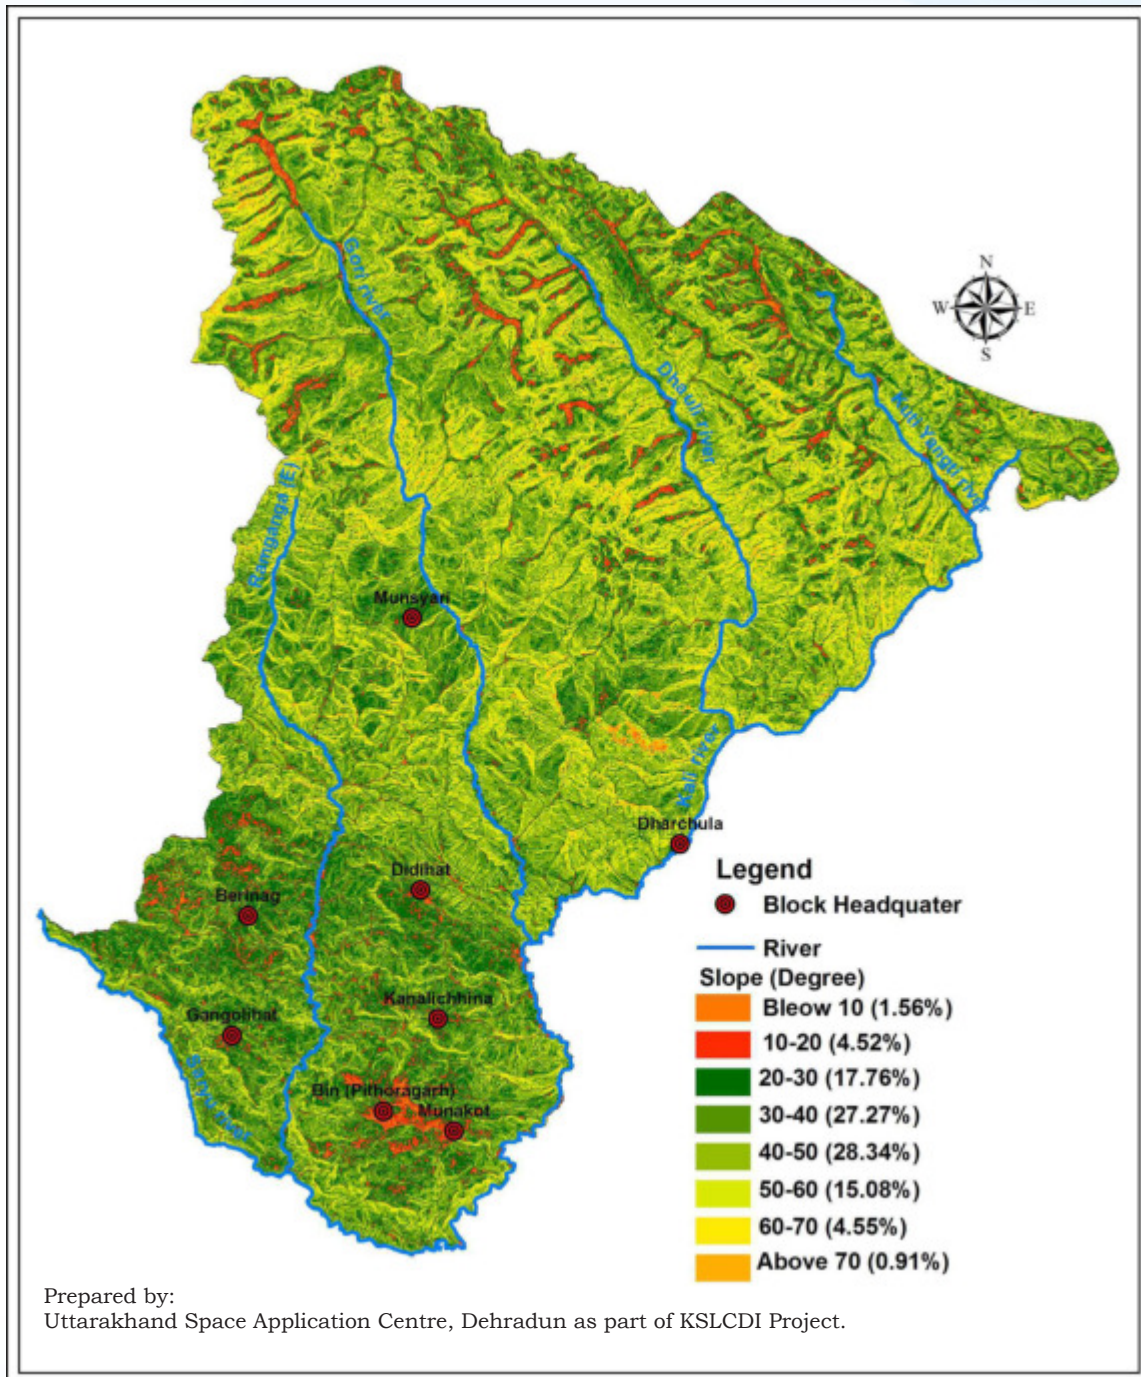 Gori river
N
W E
S
Dhauli river
Kuti Yangti river
Ramganga (E)
Munsyari
Kali river
Dharchula
Didihat
Berinag
Kanalichhina
Gangolihat
Saryu river
Bin (Pithoragarh)
Munakot
Legend
Block Headquater
River
Slope (Degree)
Bleow 10 (1.56%)
10-20 (4.52%)
20-30 (17.76%)
30-40 (27.27%)
40-50 (28.34%)
50-60 (15.08%)
60-70 (4.55%)
Above 70 (0.91%)
Prepared by:
Uttarakhand Space Application Centre, Dehradun as part of KSLCDI Project.